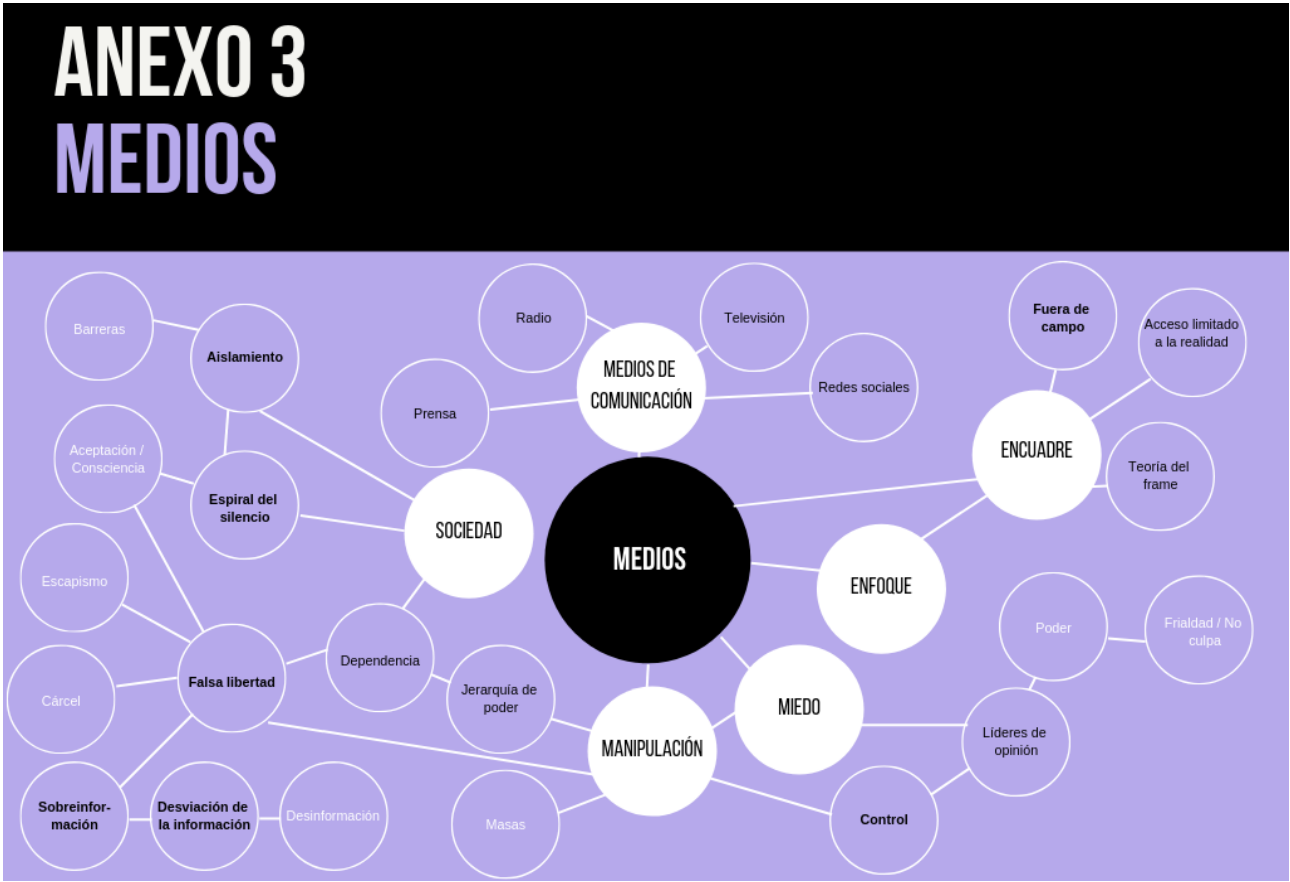 ANEXO 3
MEDIOS
Barreras
Aislamiento
Radio
Televisión
MEDIOS DE
COMUNICACIÓN
Prensa
Redes sociales
Fuera de
campo
Acceso limitado
a la realidad
ENCUADRE
Teoría del
frame
Aceptación /
Consciencia
Espiral del
silencio
SOCIEDAD
MEDIOS
ENFOQUE
Escapismo
Dependencia
Falsa libertad
Cárcel
Jerarquía de
poder
MANIPULACIÓN
MIEDO
Poder
Frialdad / No
culpa
Líderes de
opinión
Sobreinfor-
mación
Desviación de
la información
Desinformación
Masas
Control